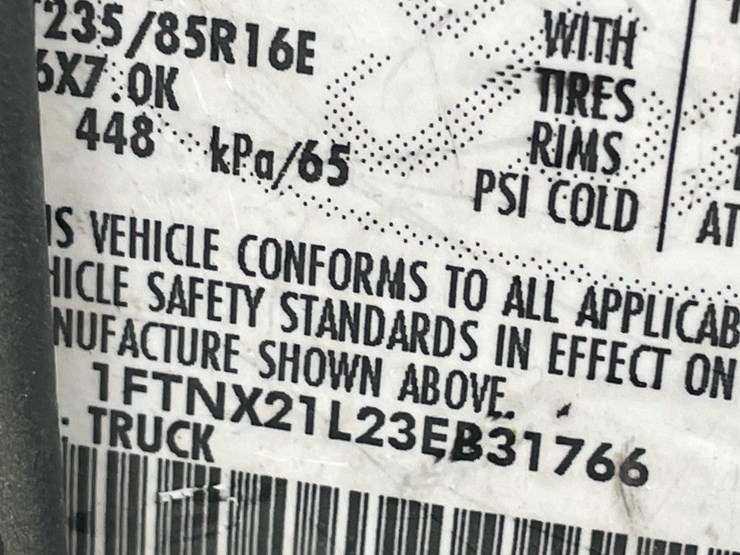 235/85R16E WITH
6X7.0K TIRES
RIMS
448 kPa/65 PSI COLD AT
IS VEHICLE CONFORMS TO ALL APPLICAB
HICLE SAFETY STANDARDS IN EFFECT ON
NUFACTURE SHOWN ABOVE.
1FTNX21L23EB31766
: TRUCK